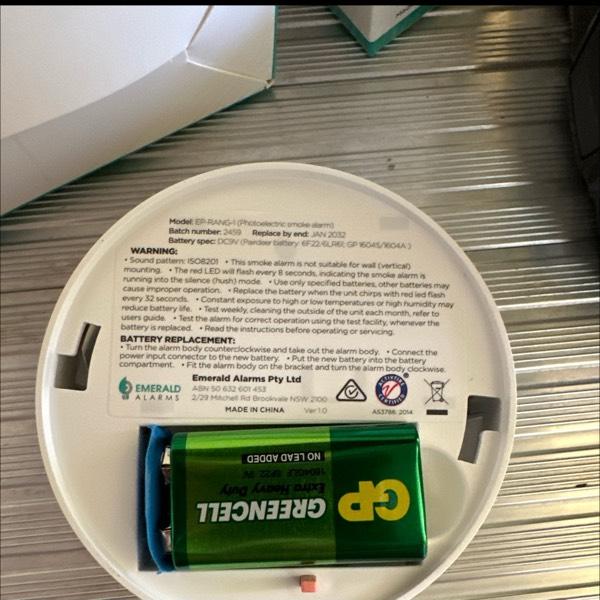 Model: EP-RANG-1 (Photoelectric smoke alarm)
Batch number: 2459 Replace by end: JAN 2032
Battery spec: DC9V (Pairdeer battery: 6F22/6LR61; GP 1604S/1604A )
WARNING:
• Sound pattern: ISO8201 • This smoke alarm is not suitable for wall (vertical)
mounting. • The red LED will flash every 8 seconds, indicating the smoke alarm is
running into the silence (hush) mode. • Use only specified batteries, other batteries may
cause improper operation. • Replace the battery when the unit chirps with red led flash
every 32 seconds. • Constant exposure to high or low temperatures or high humidity may
reduce battery life. • Test weekly, cleaning the outside of the unit each month, refer to
users guide. • Test the alarm for correct operation using the test facility, whenever the
battery is replaced. • Read the instructions before operating or servicing.
BATTERY REPLACEMENT:
• Turn the alarm body counterclockwise and take out the alarm body. • Connect the
power input connector to the new battery. • Put the new battery into the battery
compartment. • Fit the alarm body on the bracket and turn the alarm body clockwise.
EMERALD
ALARMS
Emerald Alarms Pty Ltd
ABN 50 632 601 453
2/29 Mitchell Rd Brookvale NSW 2100
MADE IN CHINA Ver 1.0
ACTIVFIRE
CERTIFIED
AS3786: 2014
GP
GREENCELL
Extra Heavy Duty
1604GLF 6F22 9V
NO LEAD ADDED